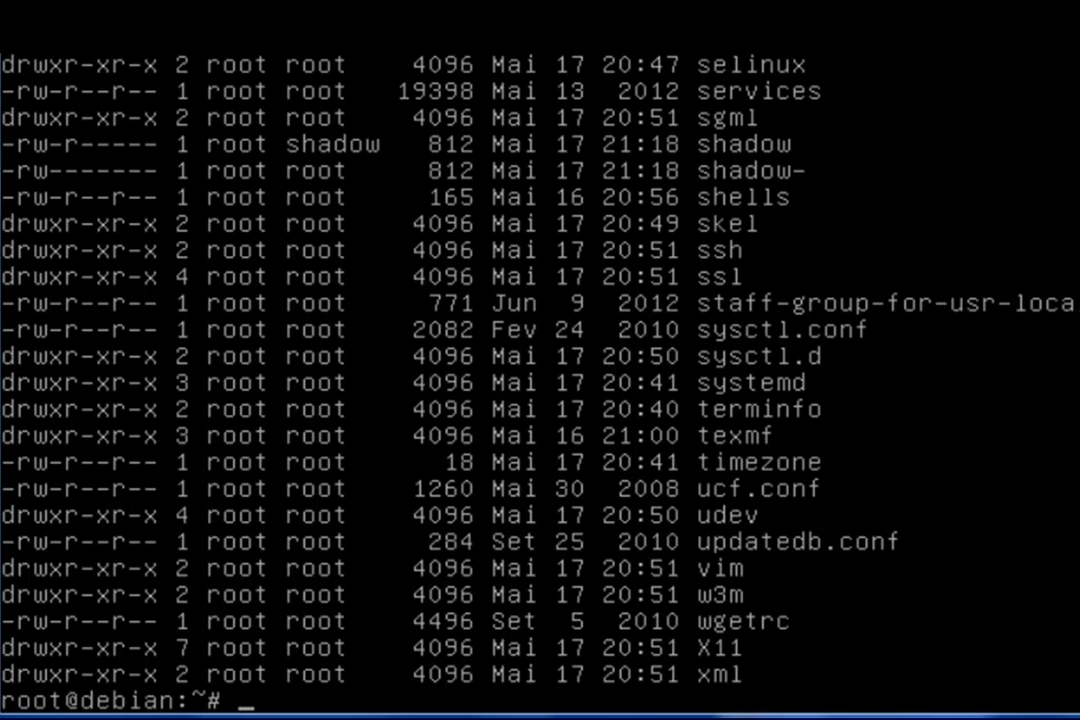 drwxr-xr-x 2 root root 4096 Mai 17 20:47 selinux
-rw-r--r-- 1 root root 19398 Mai 13 2012 services
drwxr-xr-x 2 root root 4096 Mai 17 20:51 sgml
-rw-r----- 1 root shadow 812 Mai 17 21:18 shadow
-rw------- 1 root root 812 Mai 17 21:18 shadow-
-rw-r--r-- 1 root root 165 Mai 16 20:56 shells
drwxr-xr-x 2 root root 4096 Mai 17 20:49 skel
drwxr-xr-x 2 root root 4096 Mai 17 20:51 ssh
drwxr-xr-x 4 root root 4096 Mai 17 20:51 ssl
-rw-r--r-- 1 root root 771 Jun 9 2012 staff-group-for-usr-loca
-rw-r--r-- 1 root root 2082 Fev 24 2010 sysctl.conf
drwxr-xr-x 2 root root 4096 Mai 17 20:50 sysctl.d
drwxr-xr-x 3 root root 4096 Mai 17 20:41 systemd
drwxr-xr-x 2 root root 4096 Mai 17 20:40 terminfo
drwxr-xr-x 3 root root 4096 Mai 16 21:00 texmf
-rw-r--r-- 1 root root 18 Mai 17 20:41 timezone
-rw-r--r-- 1 root root 1260 Mai 30 2008 ucf.conf
drwxr-xr-x 4 root root 4096 Mai 17 20:50 udev
-rw-r--r-- 1 root root 284 Set 25 2010 updatedb.conf
drwxr-xr-x 2 root root 4096 Mai 17 20:51 vim
drwxr-xr-x 2 root root 4096 Mai 17 20:51 w3m
-rw-r--r-- 1 root root 4496 Set 5 2010 wgetrc
drwxr-xr-x 7 root root 4096 Mai 17 20:51 X11
drwxr-xr-x 2 root root 4096 Mai 17 20:51 xml
root@debian:~# _